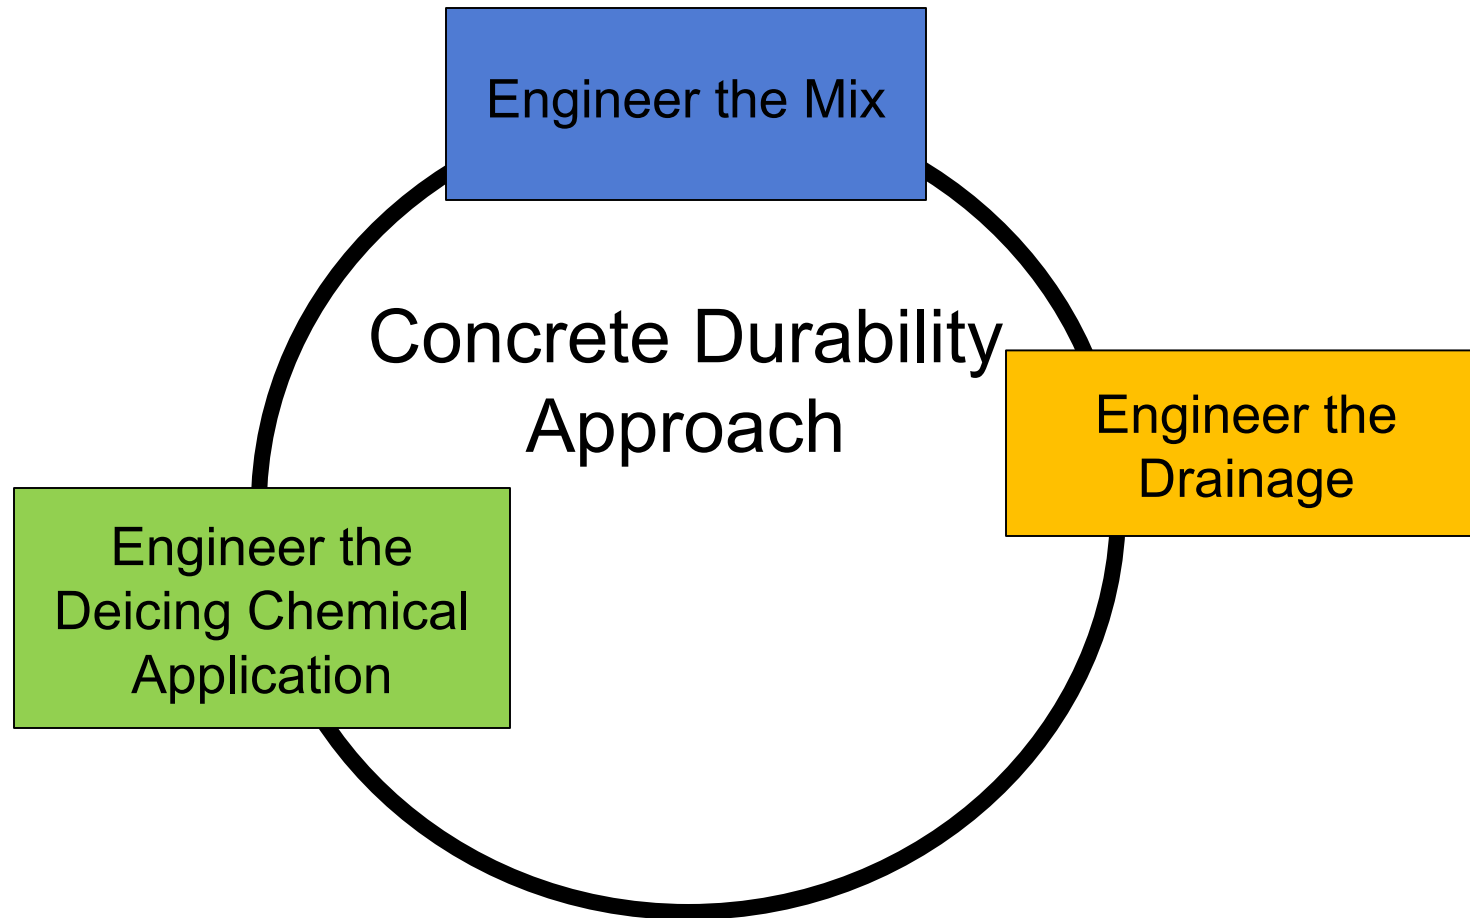 Engineer the Mix
Concrete Durability
Approach
Engineer the
Drainage
Engineer the
Deicing Chemical
Application